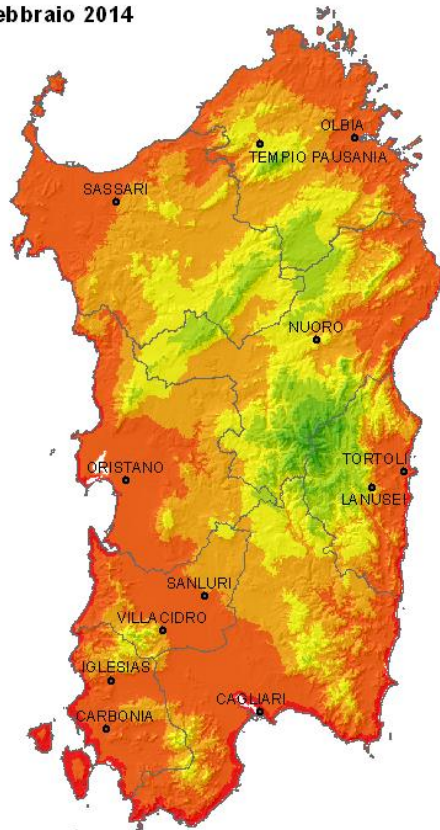 ebbraio 2014
OLBIA
TEMPIO PAUSANIA
SASSARI
NUORO
TORTOLI
ORISTANO
LANUSEI
SANLURI
VILLACIDRO
IGLESIAS
CAGLIARI
CARBONIA